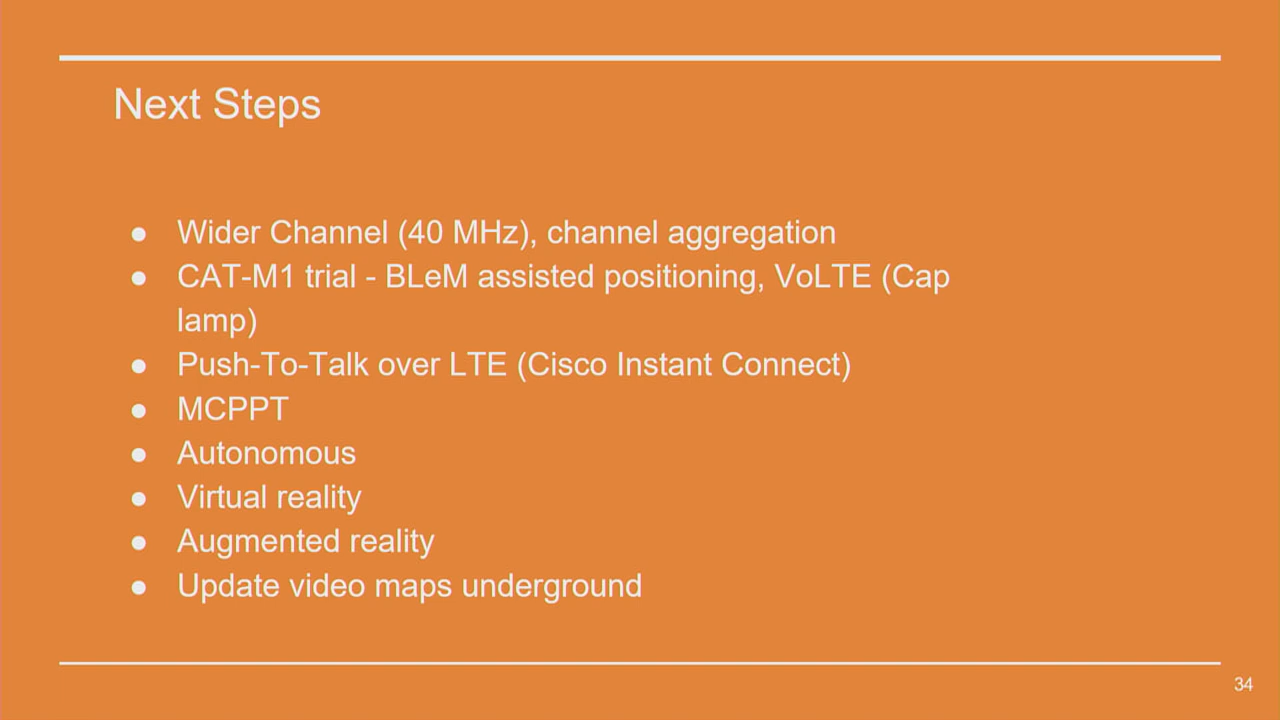 Next Steps
● Wider Channel (40 MHz), channel aggregation
● CAT-M1 trial - BLeM assisted positioning, VoLTE (Cap
lamp)
● Push-To-Talk over LTE (Cisco Instant Connect)
● MCPPT
● Autonomous
● Virtual reality
● Augmented reality
● Update video maps underground
34